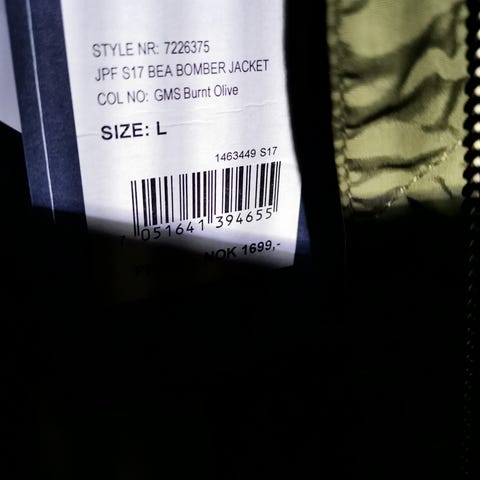 STYLE NR: 7226375
JPF S17 BEA BOMBER JACKET
COL NO: GMS Burnt Olive
SIZE: L
1463449 S17
7 051641 394655
NOK 1699,-